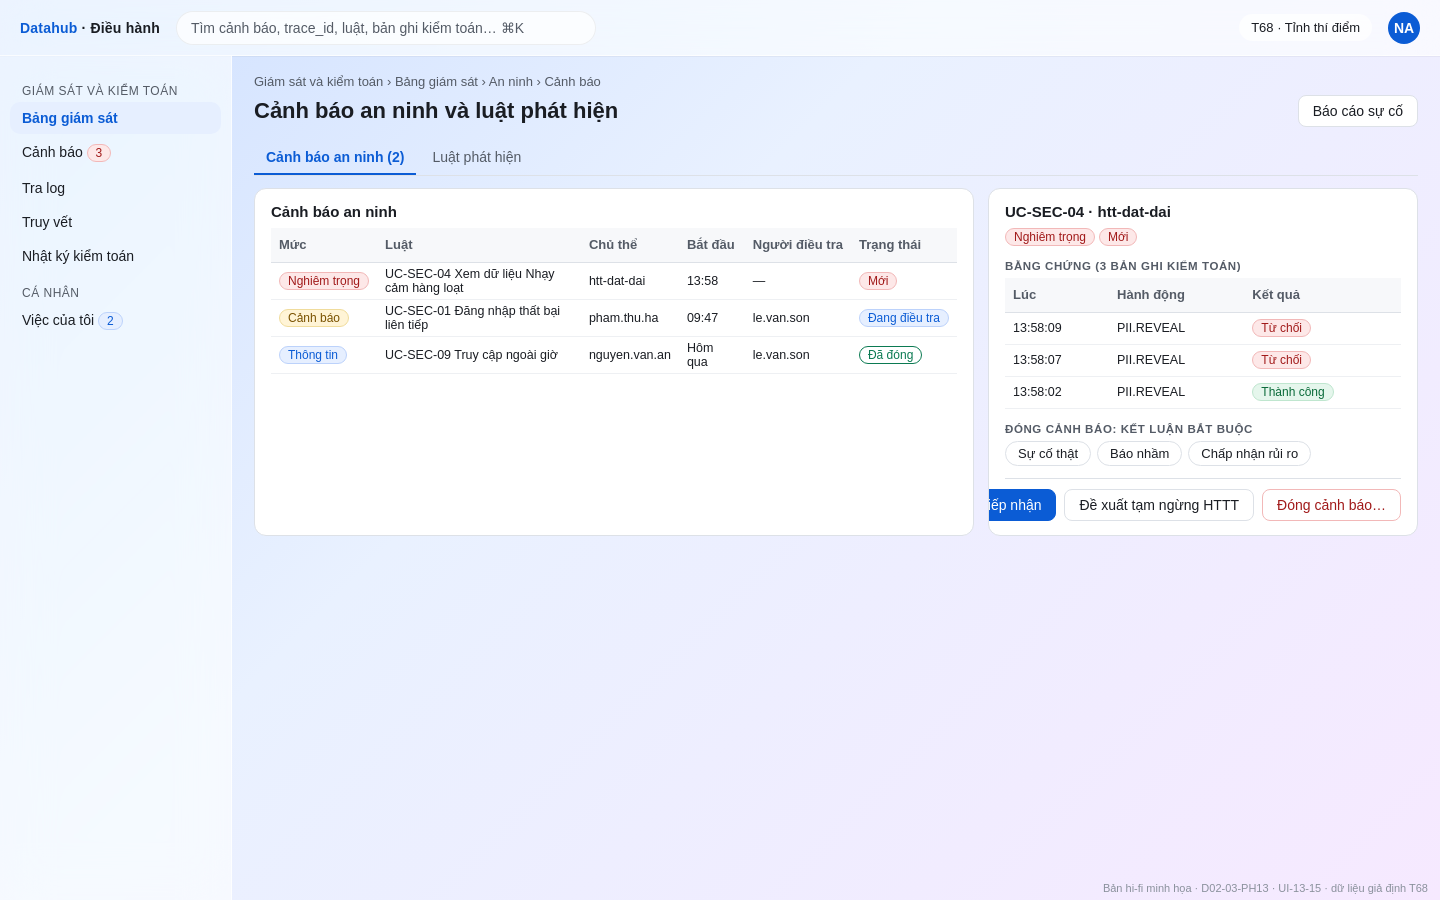 Datahub · Điều hành
Tìm cảnh báo, trace_id, luật, bản ghi kiểm toán… ⌘K
T68 · Tỉnh thí điểm
NA
GIÁM SÁT VÀ KIỂM TOÁN
Bảng giám sát
Cảnh báo 3
Tra log
Truy vết
Nhật ký kiểm toán
CÁ NHÂN
Việc của tôi 2
Giám sát và kiểm toán › Bảng giám sát › An ninh › Cảnh báo
Cảnh báo an ninh và luật phát hiện
Báo cáo sự cố
Cảnh báo an ninh (2)
Luật phát hiện
Cảnh báo an ninh
Mức Luật Chủ thể Bắt đầu Người điều tra Trạng thái
Nghiêm trọng UC-SEC-04 Xem dữ liệu Nhạy cảm hàng loạt htt-dat-dai 13:58 — Mới
Cảnh báo UC-SEC-01 Đăng nhập thất bại liên tiếp pham.thu.ha 09:47 le.van.son Đang điều tra
Thông tin UC-SEC-09 Truy cập ngoài giờ nguyen.van.an Hôm qua le.van.son Đã đóng
UC-SEC-04 · htt-dat-dai
Nghiêm trọng Mới
BẰNG CHỨNG (3 BẢN GHI KIỂM TOÁN)
Lúc Hành động Kết quả
13:58:09 PII.REVEAL Từ chối
13:58:07 PII.REVEAL Từ chối
13:58:02 PII.REVEAL Thành công
ĐÓNG CẢNH BÁO: KẾT LUẬN BẮT BUỘC
Sự cố thật Báo nhầm Chấp nhận rủi ro
iếp nhận Đề xuất tạm ngừng HTTT Đóng cảnh báo…
Bản hi-fi minh họa · D02-03-PH13 · UI-13-15 · dữ liệu giả định T68